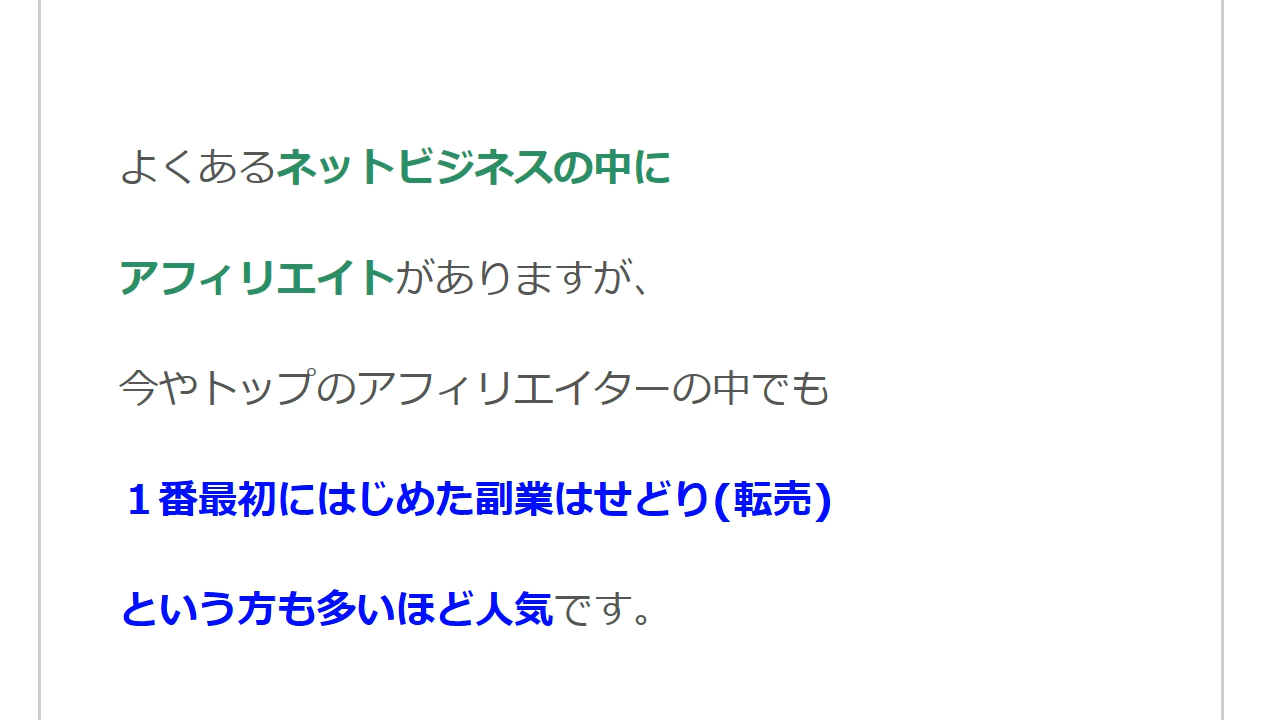 よくあるネットビジネスの中に
アフィリエイトがありますが、
今やトップのアフィリエイターの中でも
１番最初にはじめた副業はせどり(転売)
という方も多いほど人気です。